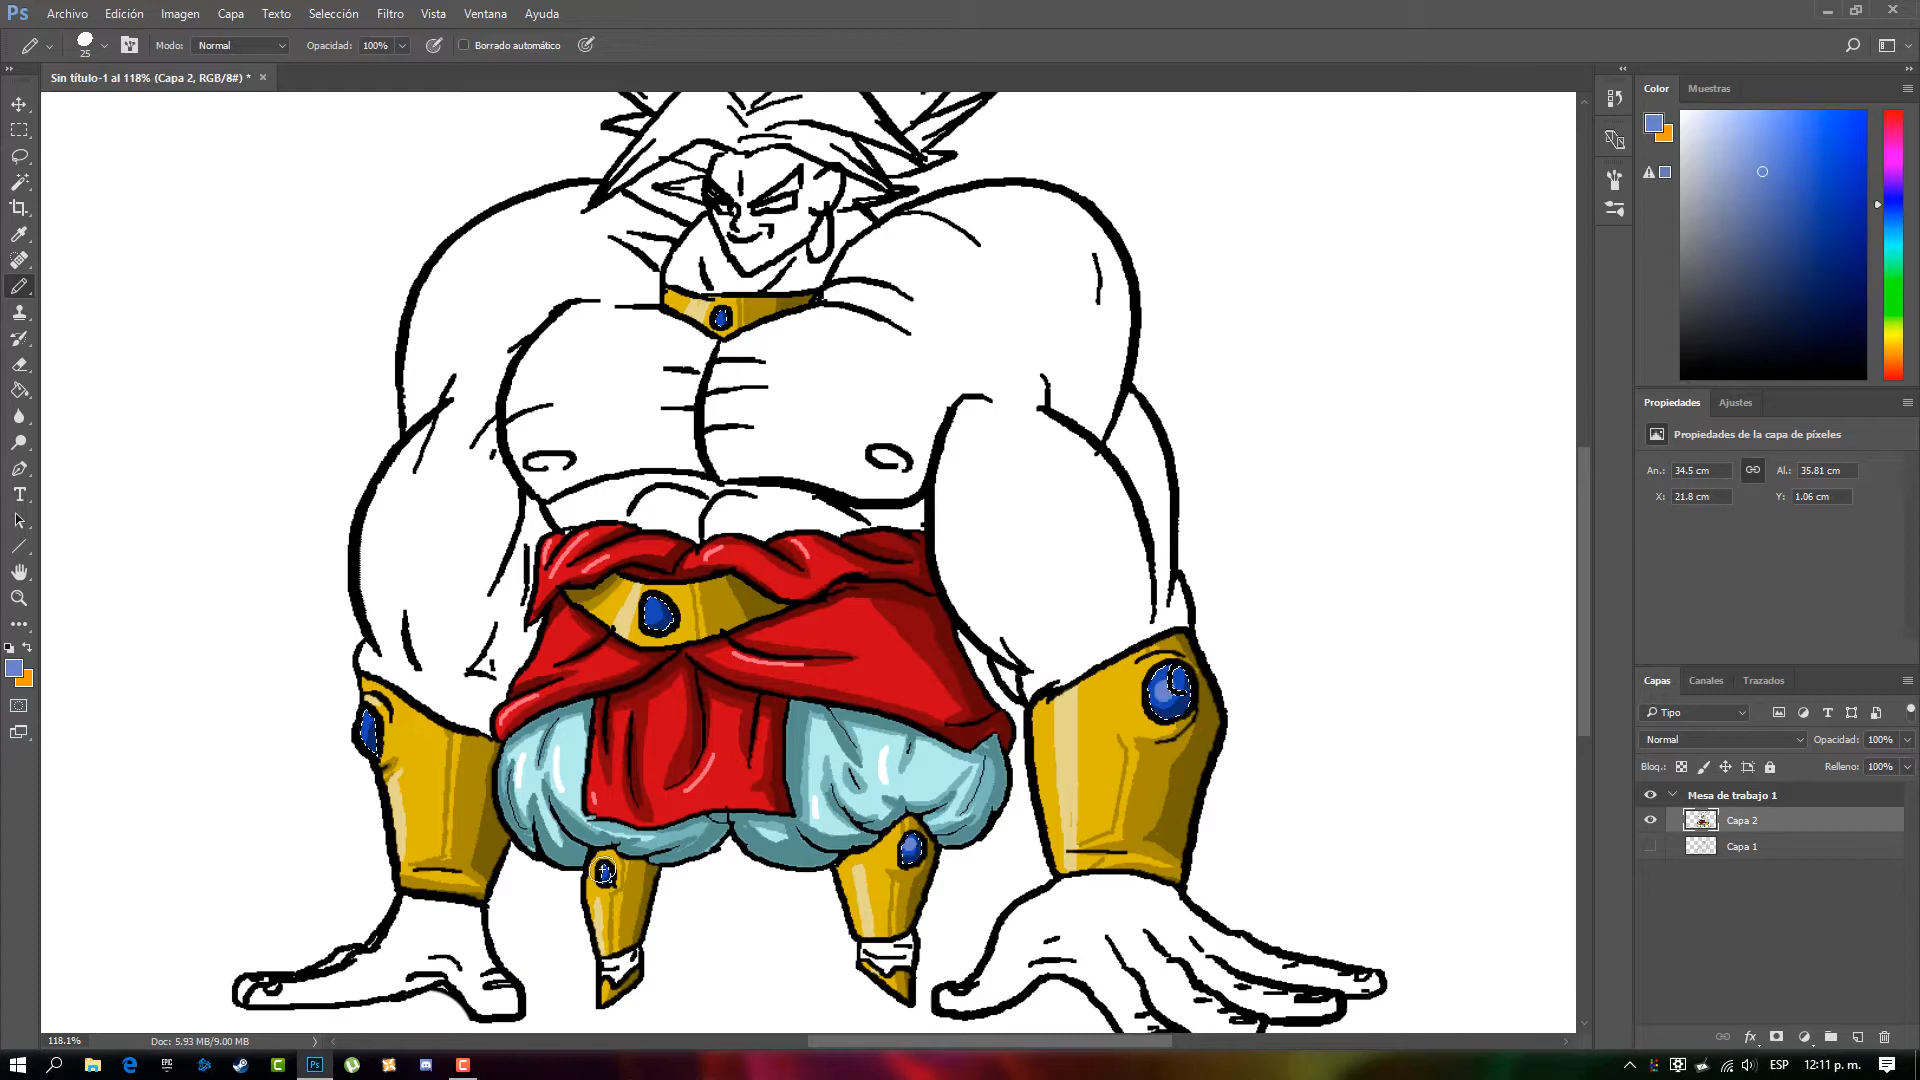 Ps Archivo Edición Imagen Capa Texto Selección Filtro Vista Ventana Ayuda
25 Modo: Normal Opacidad: 100% Borrado automático
Sin título-1 al 118% (Capa 2, RGB/8#) * ×
Color Muestras
Propiedades Ajustes
Propiedades de la capa de píxeles
An.: 34.5 cm Al.: 35.81 cm
X: 21.8 cm Y: 1.06 cm
Capas Canales Trazados
Tipo
Normal Opacidad: 100%
Bloq.: Relleno: 100%
Mesa de trabajo 1
Capa 2
Capa 1
118.1% Doc: 5.93 MB/9.00 MB
EPIC Ps ESP 12:11 p. m.